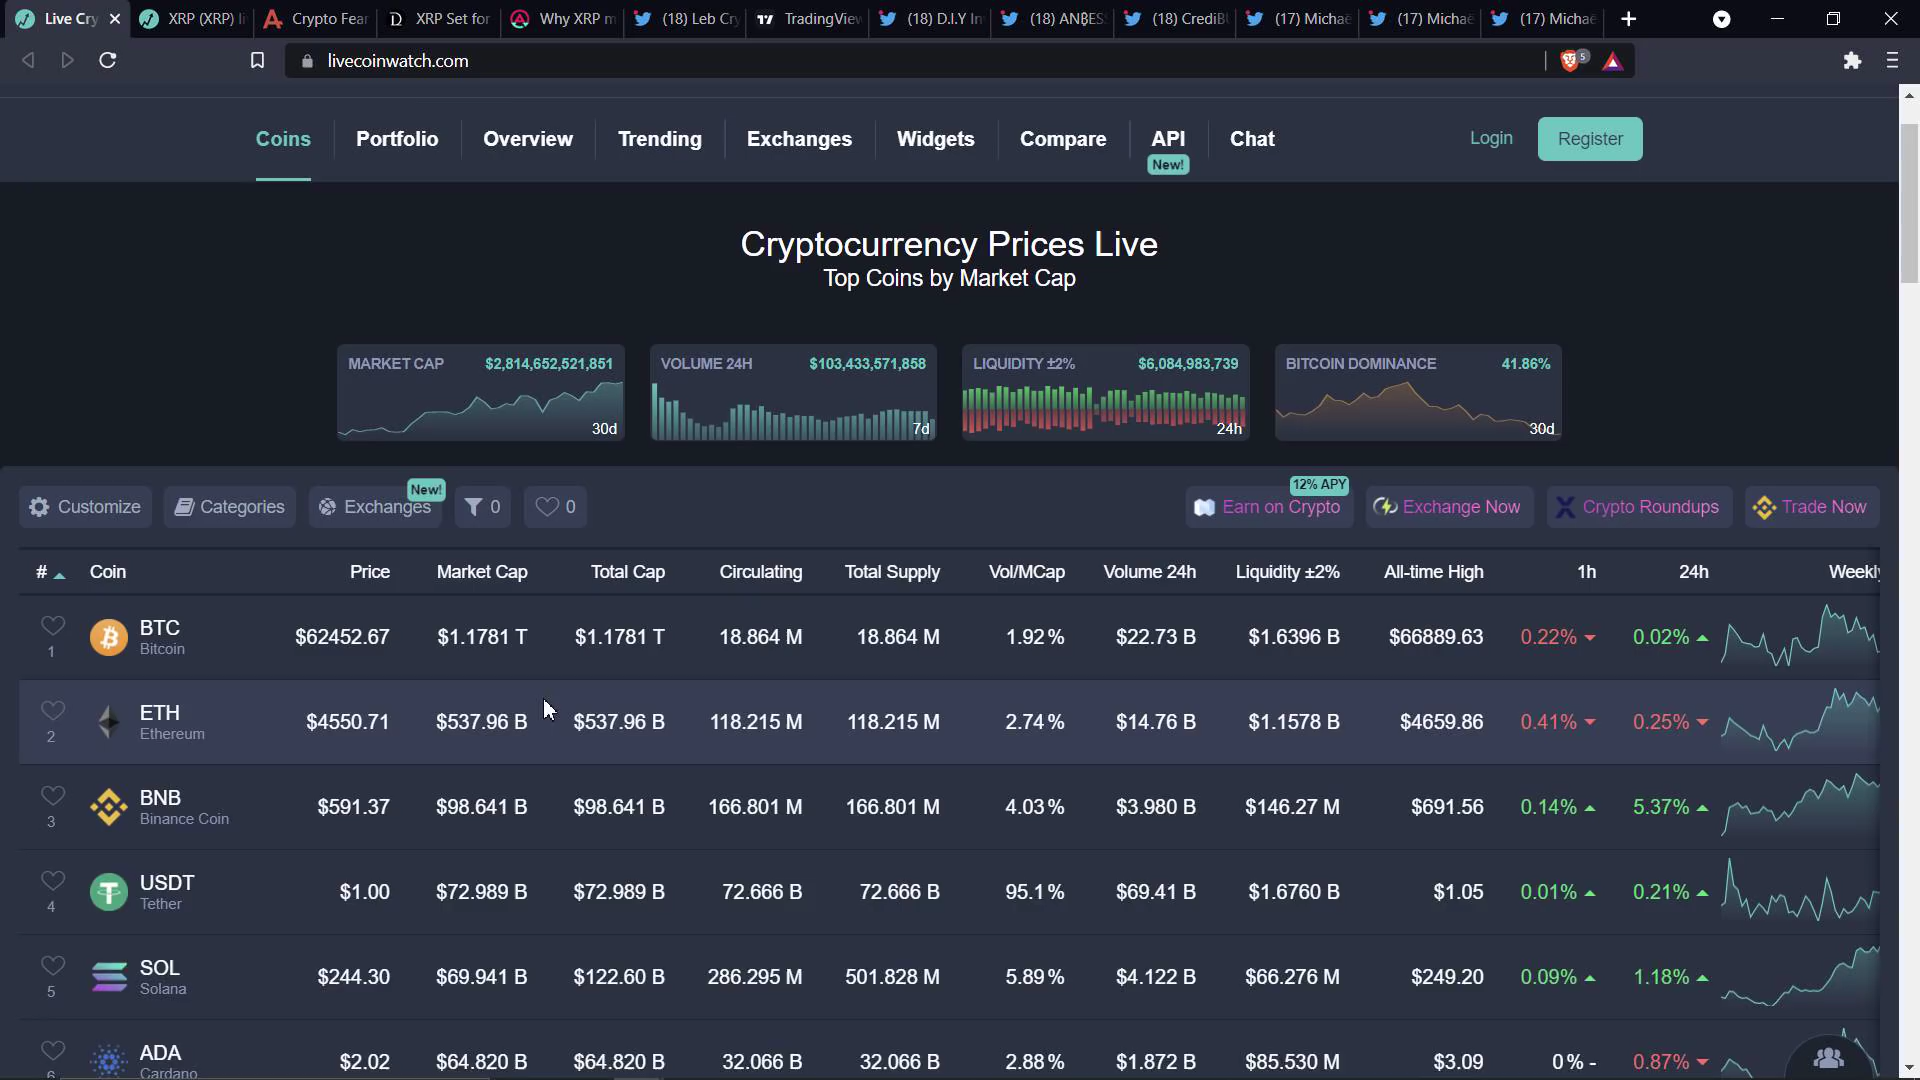 Live Cry
XRP (XRP) li
Crypto Fear
XRP Set for
Why XRP m
(18) Leb Cry
TradingView
(18) D.I.Y In
(18) ANBESS
(18) CrediBU
(17) Michaë
(17) Michaë
(17) Michaë
livecoinwatch.com
5
Coins
Portfolio
Overview
Trending
Exchanges
Widgets
Compare
API
New!
Chat
Login
Register
Cryptocurrency Prices Live
Top Coins by Market Cap
MARKET CAP $2,814,652,521,851
30d
VOLUME 24H $103,433,571,858
7d
LIQUIDITY ±2% $6,084,983,739
24h
BITCOIN DOMINANCE 41.86%
30d
Customize
Categories
Exchanges
New!
0
0
12% APY
Earn on Crypto
Exchange Now
Crypto Roundups
Trade Now
# Coin Price Market Cap Total Cap Circulating Total Supply Vol/MCap Volume 24h Liquidity ±2% All-time High 1h 24h Weekly
1 BTC Bitcoin $62452.67 $1.1781 T $1.1781 T 18.864 M 18.864 M 1.92% $22.73 B $1.6396 B $66889.63 0.22% 0.02%
2 ETH Ethereum $4550.71 $537.96 B $537.96 B 118.215 M 118.215 M 2.74% $14.76 B $1.1578 B $4659.86 0.41% 0.25%
3 BNB Binance Coin $591.37 $98.641 B $98.641 B 166.801 M 166.801 M 4.03% $3.980 B $146.27 M $691.56 0.14% 5.37%
4 USDT Tether $1.00 $72.989 B $72.989 B 72.666 B 72.666 B 95.1% $69.41 B $1.6760 B $1.05 0.01% 0.21%
5 SOL Solana $244.30 $69.941 B $122.60 B 286.295 M 501.828 M 5.89% $4.122 B $66.276 M $249.20 0.09% 1.18%
6 ADA Cardano $2.02 $64.820 B $64.820 B 32.066 B 32.066 B 2.88% $1.872 B $85.530 M $3.09 0% - 0.87%